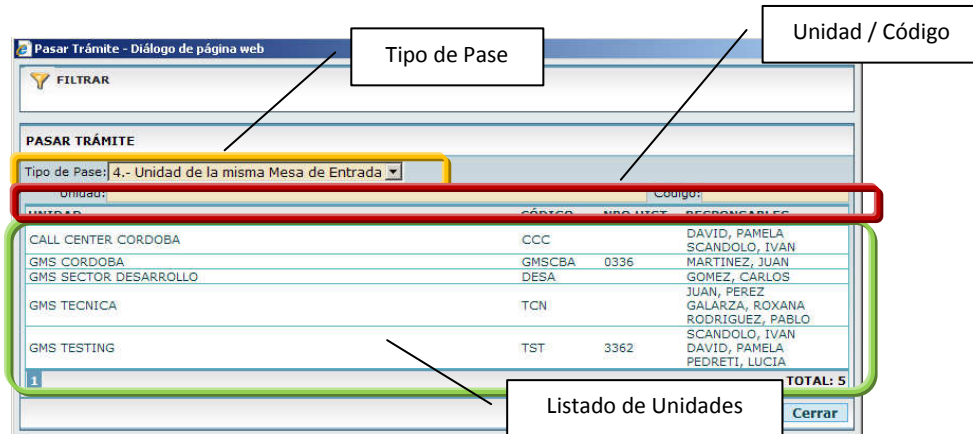 Unidad / Código
Pasar Trámite - Diálogo de página web
Tipo de Pase
FILTRAR
PASAR TRÁMITE
Tipo de Pase: 4.- Unidad de la misma Mesa de Entrada
Unidad: Código:
UNIDAD CÓDIGO NRO HIST RESPONSABLES
CALL CENTER CORDOBA CCC DAVID, PAMELA
SCANDOLO, IVAN
GMS CORDOBA GMSCBA 0336 MARTINEZ, JUAN
GMS SECTOR DESARROLLO DESA GOMEZ, CARLOS
JUAN, PEREZ
GMS TECNICA TCN GALARZA, ROXANA
RODRIGUEZ, PABLO
SCANDOLO, IVAN
GMS TESTING TST 3362 DAVID, PAMELA
PEDRETI, LUCIA
1 TOTAL: 5
Listado de Unidades
Cerrar